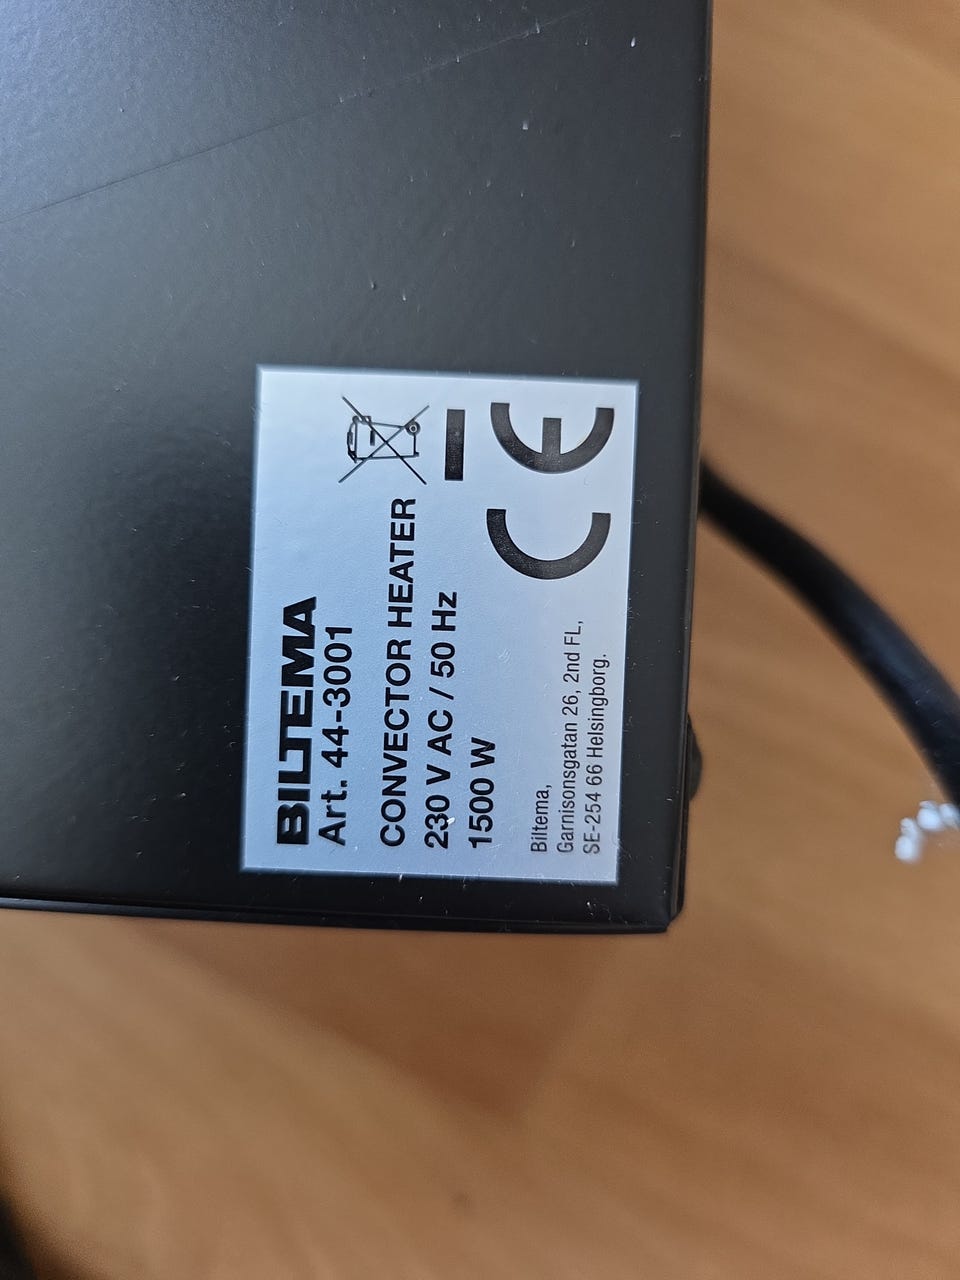 BILTEMA
Art. 44-3001
CONVECTOR HEATER
230 V AC / 50 Hz
1500 W
CE
Biltema,
Garnisonsgatan 26, 2nd FL,
SE-254 66 Helsingborg.